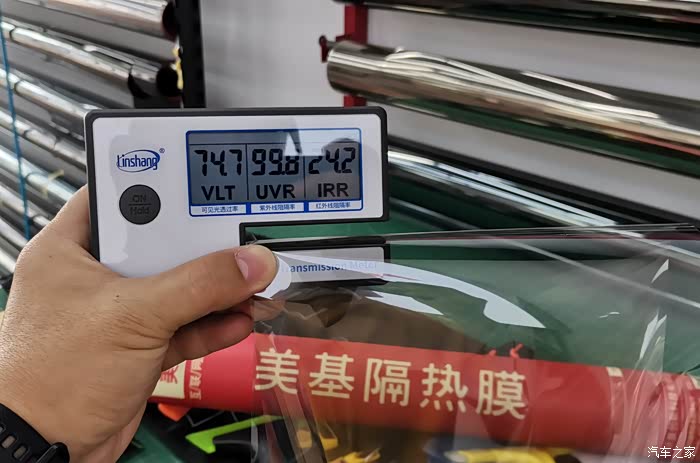 Linshang®
ON
Hold
74.7 99.8 24.2
VLT UVR IRR
可见光透过率 紫外线阻隔率 红外线阻隔率
Transmission Meter
美基隔热膜
汽车之家